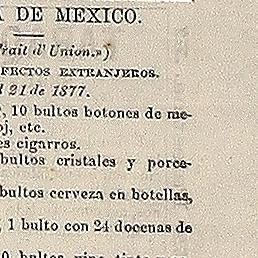 DE MEXICO.
Trait d' Union.»)
FECTOS EXTRANJEROS.
l 21 de 1877.
, 10 bultos botones de me-
oj, etc.
es cigarros.
bultos cristales y porce-
bultos cerveza en botellas,
, 1 bulto con 24 docenas de